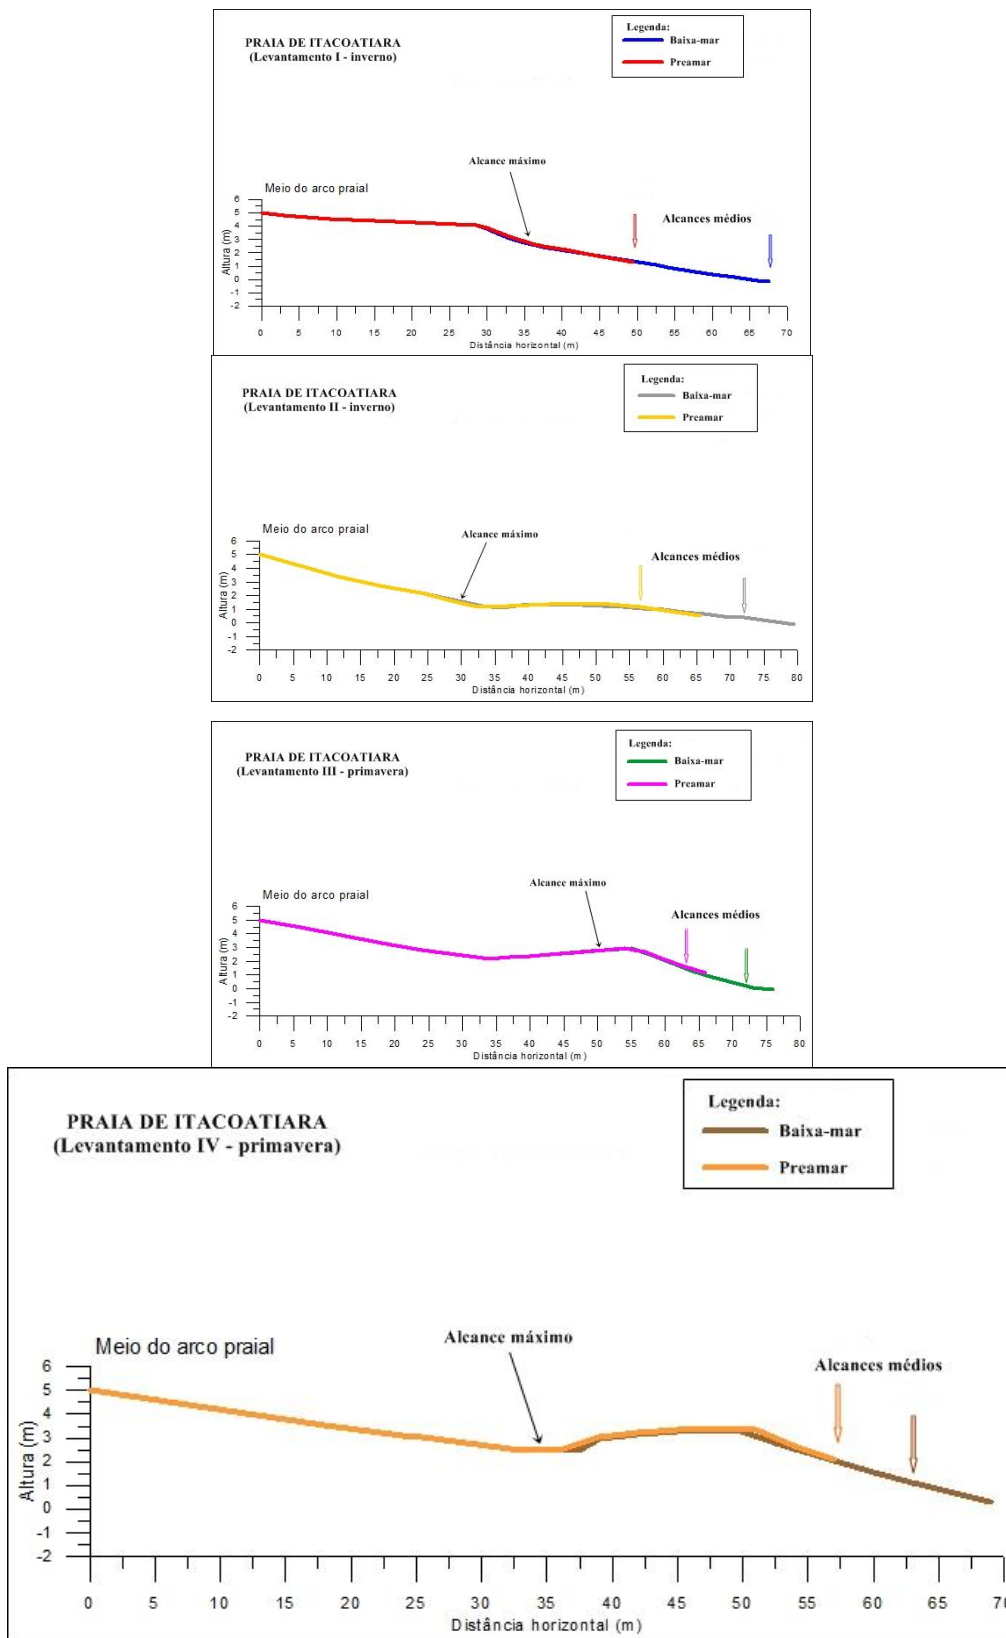 PRAIA DE ITACOATIARA
(Levantamento I - inverno)
Legenda:
Baixa-mar
Preamar
Alcance máximo
Meio do arco praial
Alcances médios
Altura (m)
6
5
4
3
2
1
0
-1
-2
0 5 10 15 20 25 30 35 40 45 50 55 60 65 70
Distância horizontal (m)
PRAIA DE ITACOATIARA
(Levantamento II - inverno)
Legenda:
Baixa-mar
Preamar
Meio do arco praial
Alcance máximo
Alcances médios
Altura (m)
6
5
4
3
2
1
0
-1
-2
0 5 10 15 20 25 30 35 40 45 50 55 60 65 70 75 80
Distância horizontal (m)
PRAIA DE ITACOATIARA
(Levantamento III - primavera)
Legenda:
Baixa-mar
Preamar
Alcance máximo
Meio do arco praial
Alcances médios
Altura (m)
6
5
4
3
2
1
0
-1
-2
0 5 10 15 20 25 30 35 40 45 50 55 60 65 70 75 80
Distância horizontal (m)
PRAIA DE ITACOATIARA
(Levantamento IV - primavera)
Legenda:
Baixa-mar
Preamar
Alcance máximo
Meio do arco praial
Alcances médios
Altura (m)
6
5
4
3
2
1
0
-1
-2
0 5 10 15 20 25 30 35 40 45 50 55 60 65 70
Distância horizontal (m)